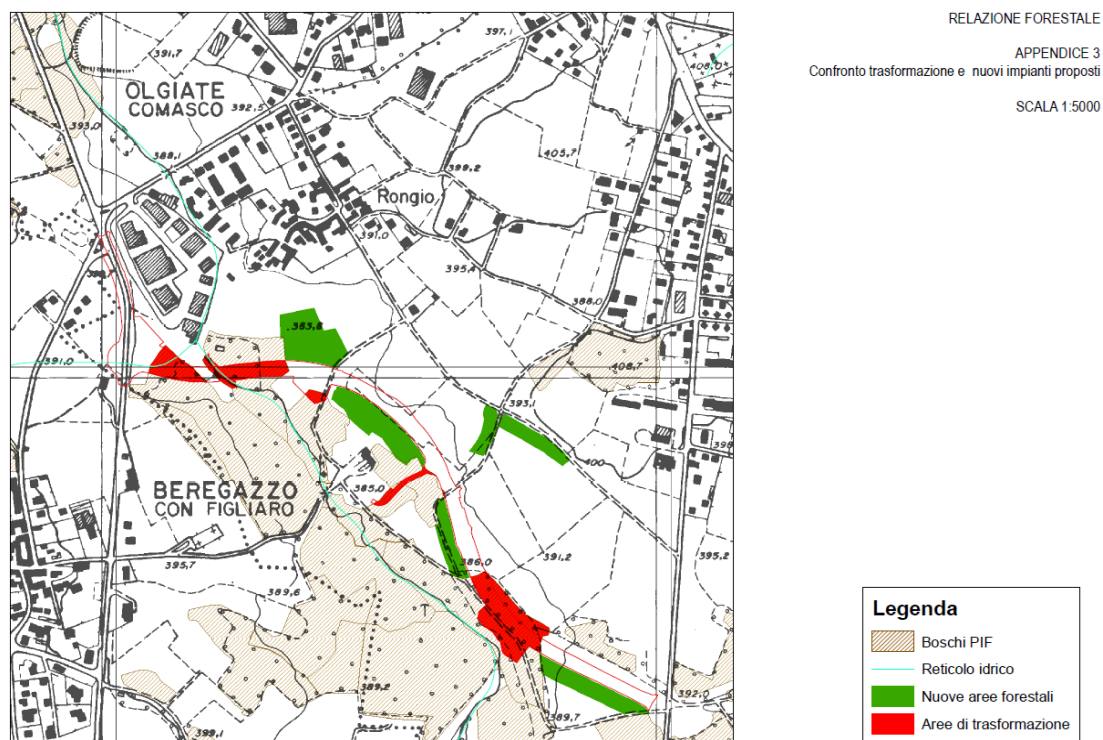 RELAZIONE FORESTALE
APPENDICE 3
Confronto trasformazione e nuovi impianti proposti
SCALA 1:5000
397,1
391,7
408,0
OLGIATE
COMASCO
392,5
393,0
388,1
405,7
399,2
Rongio
391,0
395,4
388,0
383,8
391,0
408,7
393,1
400
398
385,0
BEREGAZZO
CON FIGLIARO
386,0
391,2
395,2
395,7
389,6
389,2
392,0
389,7
399,1
Legenda
Boschi PIF
Reticolo idrico
Nuove aree forestali
Aree di trasformazione